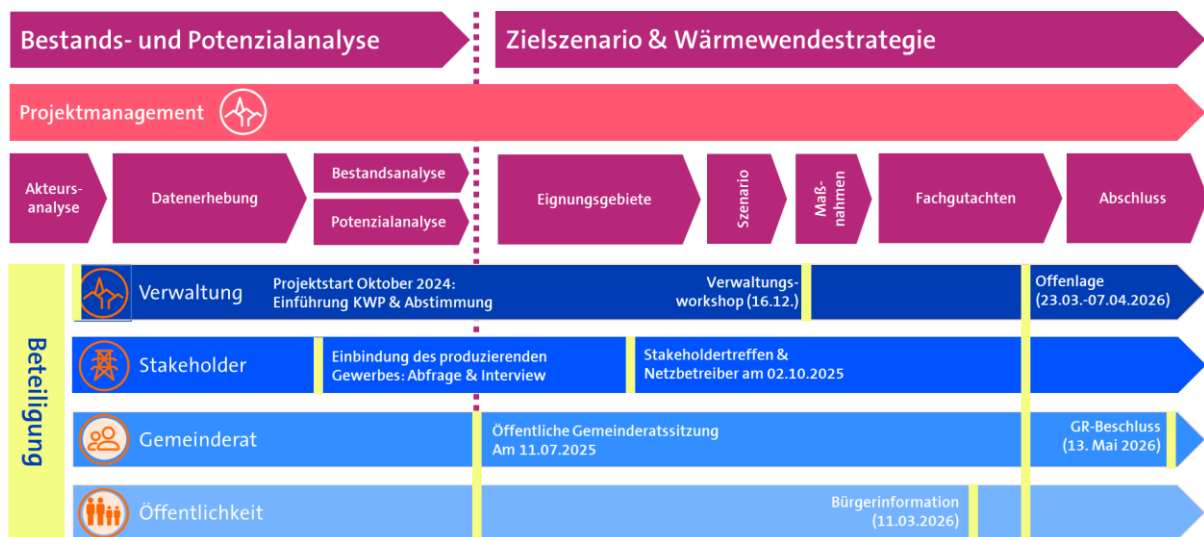 Bestands- und Potenzialanalyse
Zielszenario & Wärmewendestrategie
Projektmanagement
Akteurs-
analyse
Datenerhebung
Bestandsanalyse
Potenzialanalyse
Eignungsgebiete
Szenario
Maß-
nahmen
Fachgutachten
Abschluss
Beteiligung
Verwaltung
Projektstart Oktober 2024:
Einführung KWP & Abstimmung
Verwaltungs-
workshop (16.12.)
Offenlage
(23.03.-07.04.2026)
Stakeholder
Einbindung des produzierenden
Gewerbes: Abfrage & Interview
Stakeholdertreffen &
Netzbetreiber am 02.10.2025
Gemeinderat
Öffentliche Gemeinderatssitzung
Am 11.07.2025
GR-Beschluss
(13. Mai 2026)
Öffentlichkeit
Bürgerinformation
(11.03.2026)